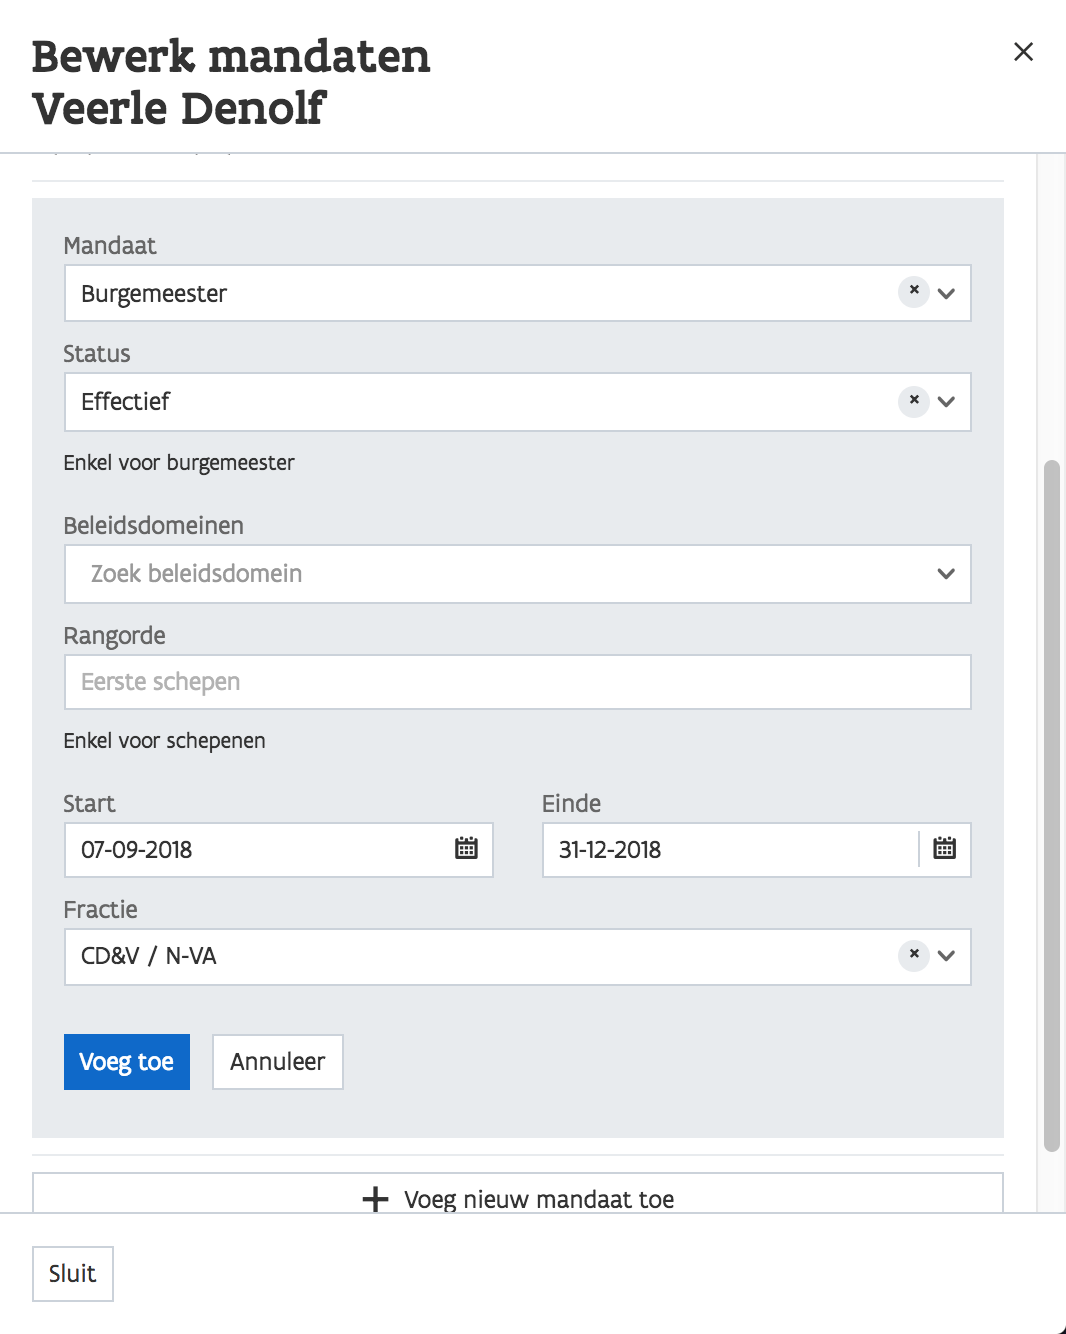 Bewerk mandaten
Veerle Denolf
Mandaat
Burgemeester
Status
Effectief
Enkel voor burgemeester
Beleidsdomeinen
Zoek beleidsdomein
Rangorde
Eerste schepen
Enkel voor schepenen
Start
Einde
07-09-2018
31-12-2018
Fractie
CD&V / N-VA
Voeg toe
Annuleer
Voeg nieuw mandaat toe
Sluit